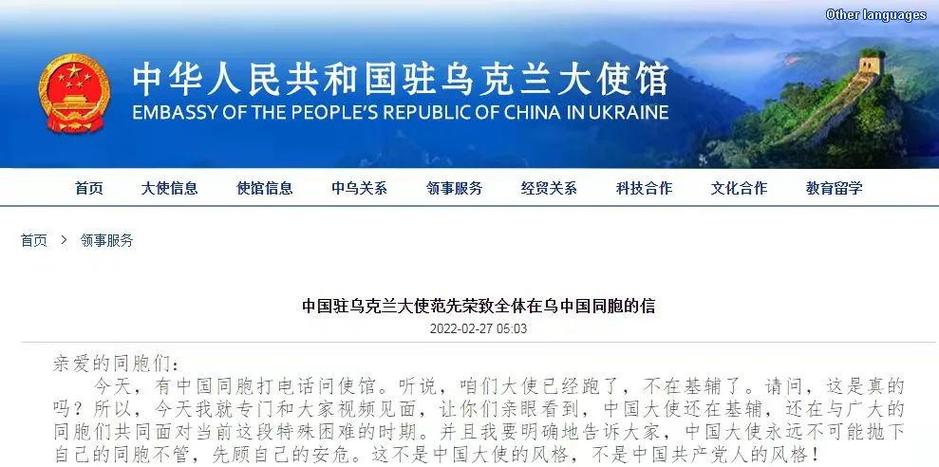 Other languages
中华人民共和国驻乌克兰大使馆
EMBASSY OF THE PEOPLE'S REPUBLIC OF CHINA IN UKRAINE
首页 大使信息 使馆信息 中乌关系 领事服务 经贸关系 科技合作 文化合作 教育留学
首页 > 领事服务
中国驻乌克兰大使范先荣致全体在乌中国同胞的信
2022-02-27 05:03
亲爱的同胞们：
今天，有中国同胞打电话问使馆。听说，咱们大使已经跑了，不在基辅了。请问，这是真的
吗？所以，今天我就专门和大家视频见面，让你们亲眼看到，中国大使还在基辅，还在与广大的
同胞们共同面对当前这段特殊困难的时期。并且我要明确地告诉大家，中国大使永远不可能抛下
自己的同胞不管，先顾自己的安危。这不是中国大使的风格，不是中国共产党人的风格！